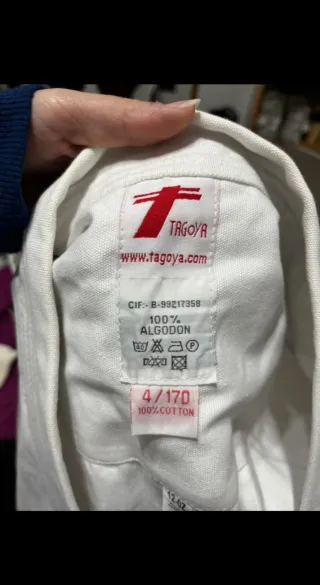 TAGOYA
www.tagoya.com
CIF:- B-99217358
100%
ALGODON
4/170
100% COTTON